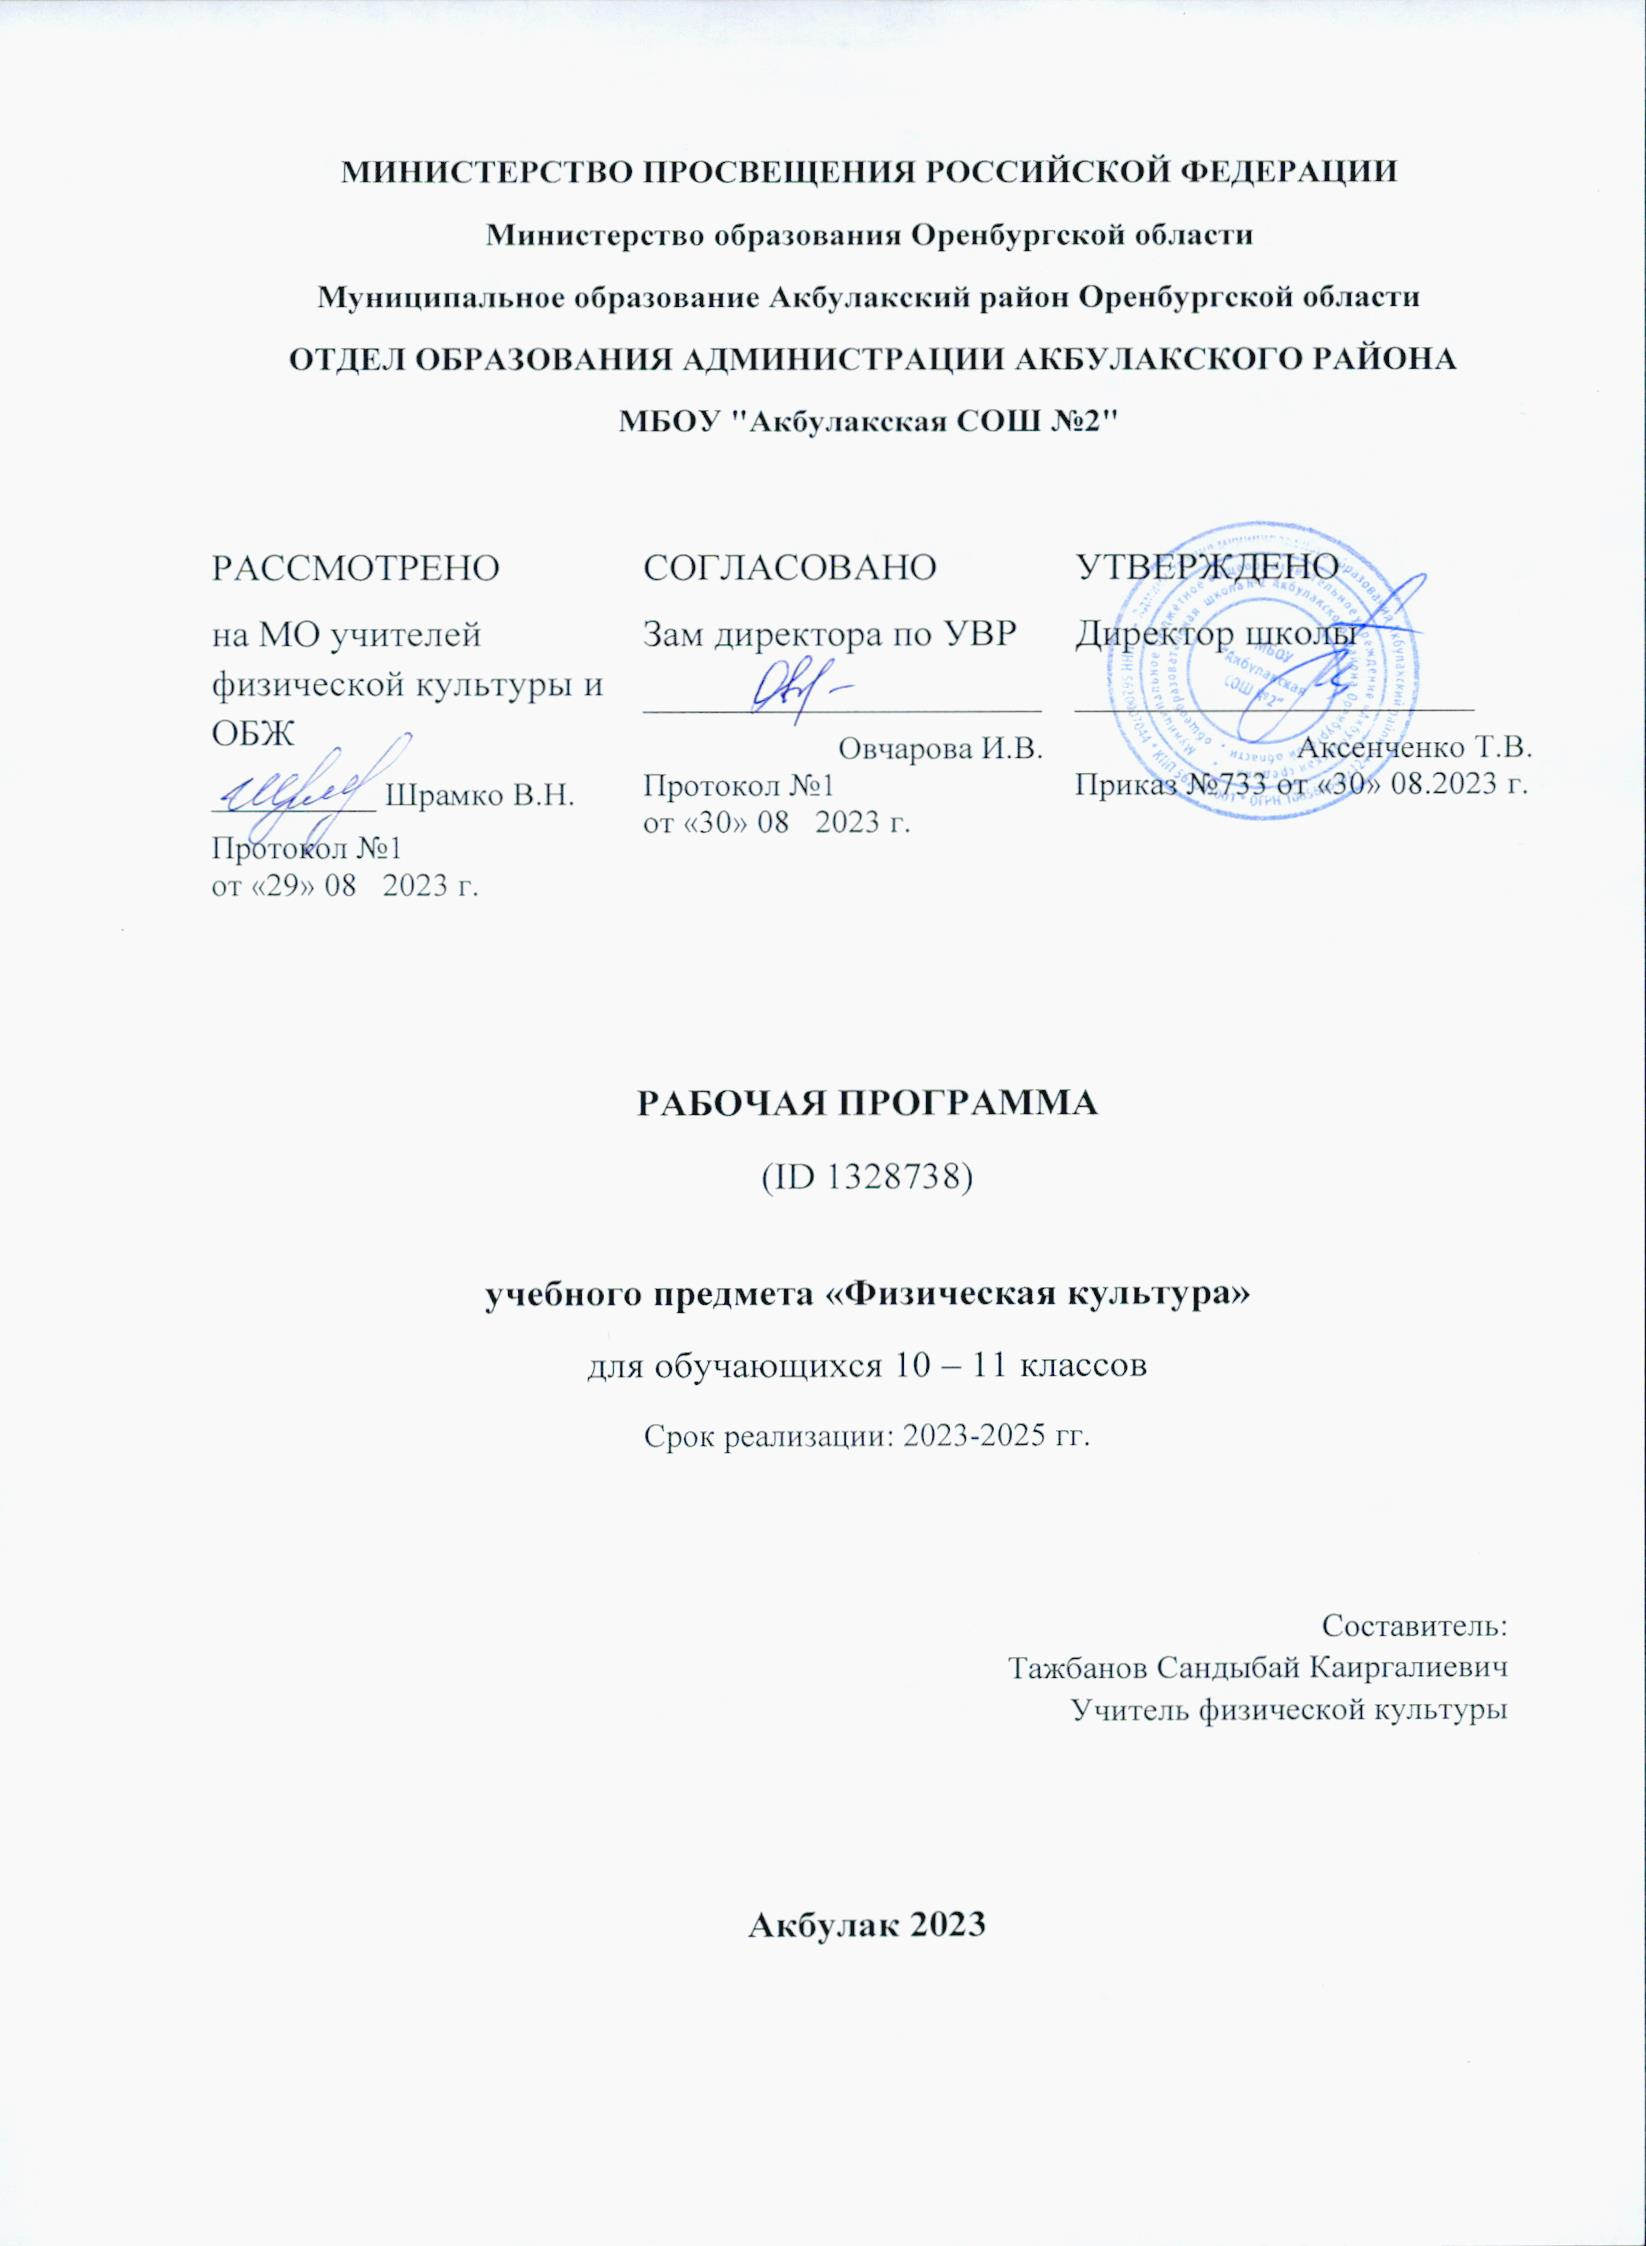 МИНИСТЕРСТВО ПРОСВЕЩЕНИЯ РОССИЙСКОЙ ФЕДЕРАЦИИ
Министерство образования Оренбургской области
Муниципальное образование Акбулакский район Оренбургской области
ОТДЕЛ ОБРАЗОВАНИЯ АДМИНИСТРАЦИИ АКБУЛАКСКОГО РАЙОНА
МБОУ "Акбулакская СОШ №2"
РАССМОТРЕНО
на МО учителей
физической культуры и
ОБЖ
Шрамко В.Н.
Протокол №1
от «29» 08 2023 г.
СОГЛАСОВАНО
Зам директора по УВР
Овчарова И.В.
Протокол №1
от «30» 08 2023 г.
УТВЕРЖДЕНО
Директор школы
МБОУ
"Акбулакская
СОШ №2"
Аксенченко Т.В.
Приказ №733 от «30» 08.2023 г.
РАБОЧАЯ ПРОГРАММА
(ID 1328738)
учебного предмета «Физическая культура»
для обучающихся 10 – 11 классов
Срок реализации: 2023-2025 гг.
Составитель:
Тажбанов Сандыбай Каиргалиевич
Учитель физической культуры
Акбулак 2023